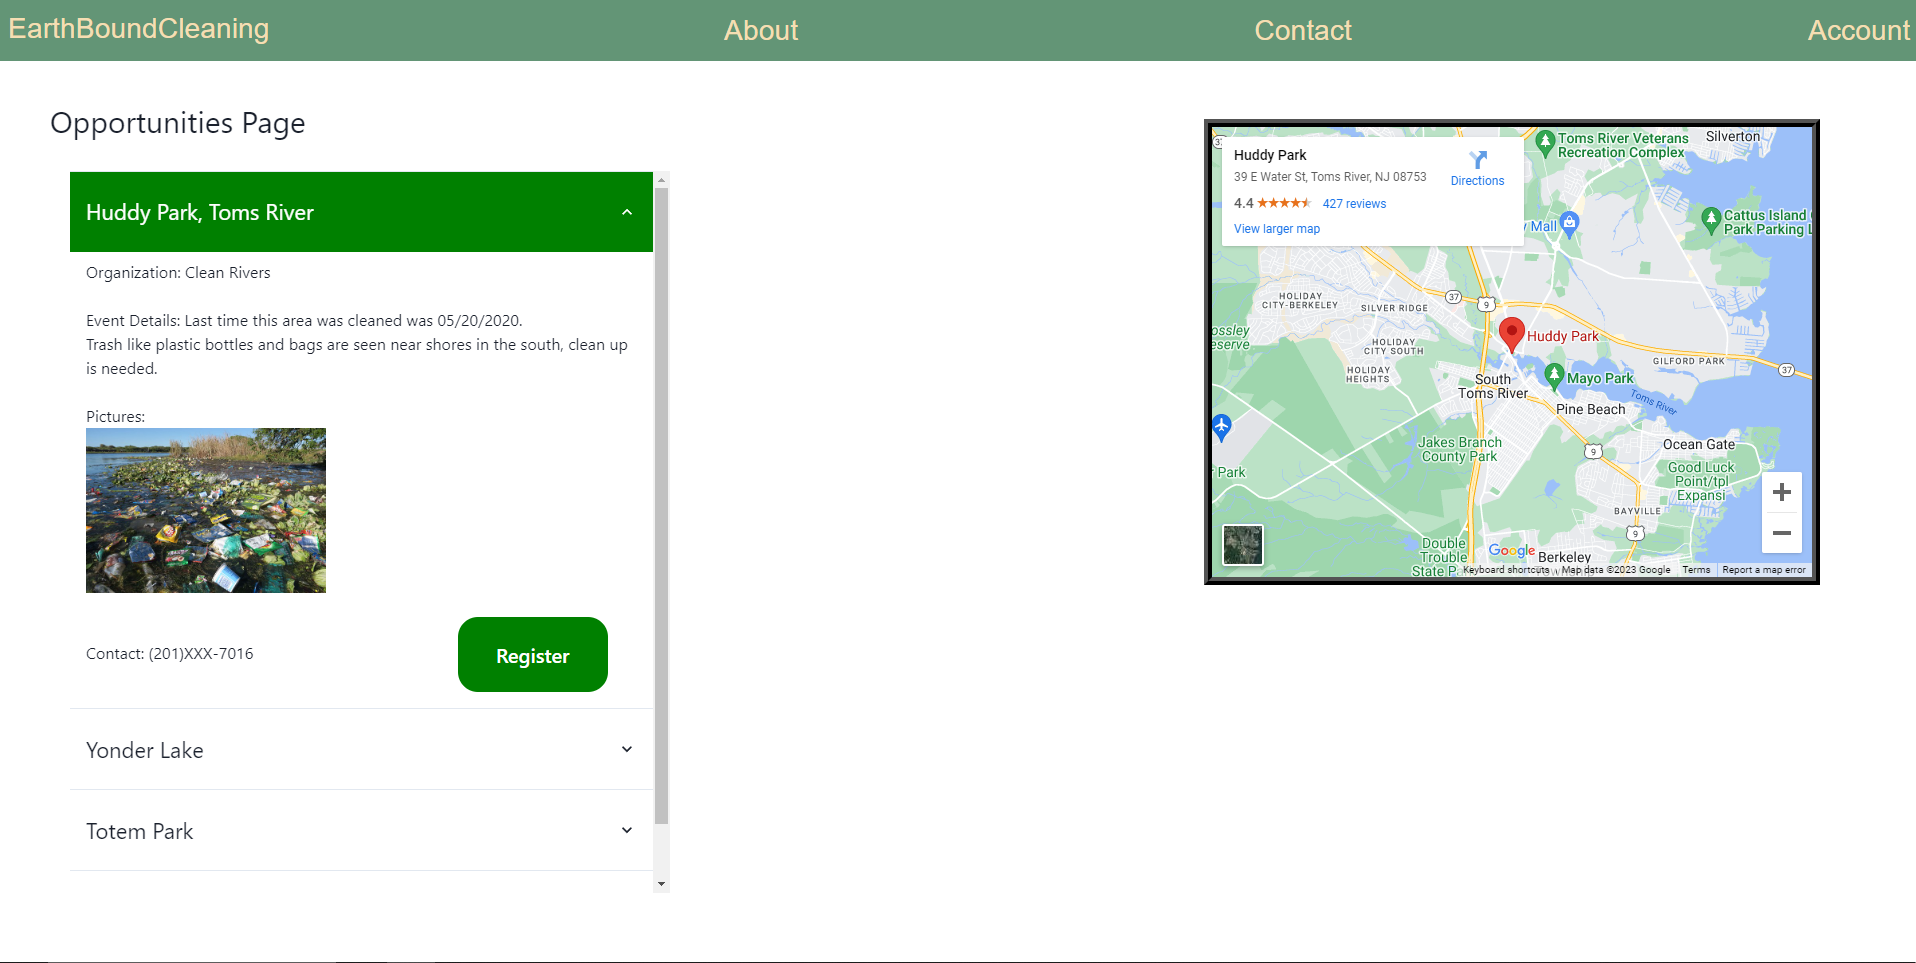 EarthBoundCleaning
About
Contact
Account
Opportunities Page
Huddy Park, Toms River
Organization: Clean Rivers
Event Details: Last time this area was cleaned was 05/20/2020.
Trash like plastic bottles and bags are seen near shores in the south, clean up
is needed.
Pictures:
Contact: (201)XXX-7016
Register
Yonder Lake
Totem Park
Huddy Park
39 E Water St, Toms River, NJ 08753
Directions
4.4
427 reviews
View larger map
Toms River Veterans
Recreation Complex
Silverton
Cattus Island
Park Parking L
Mall
37
HOLIDAY
CITY-BERKELEY
SILVER RIDGE
37
9
HOLIDAY
CITY SOUTH
HOLIDAY
HEIGHTS
Huddy Park
GILFORD PARK
37
Mayo Park
South
Toms River
Toms River
Pine Beach
Jakes Branch
County Park
9
Ocean Gate
Good Luck
Point/tpl
Expansi
Park
BAYVILLE
9
Double
Trouble
State Pa
Google
Berkeley
Township
Keyboard shortcuts
Map data ©2023 Google
Terms
Report a map error